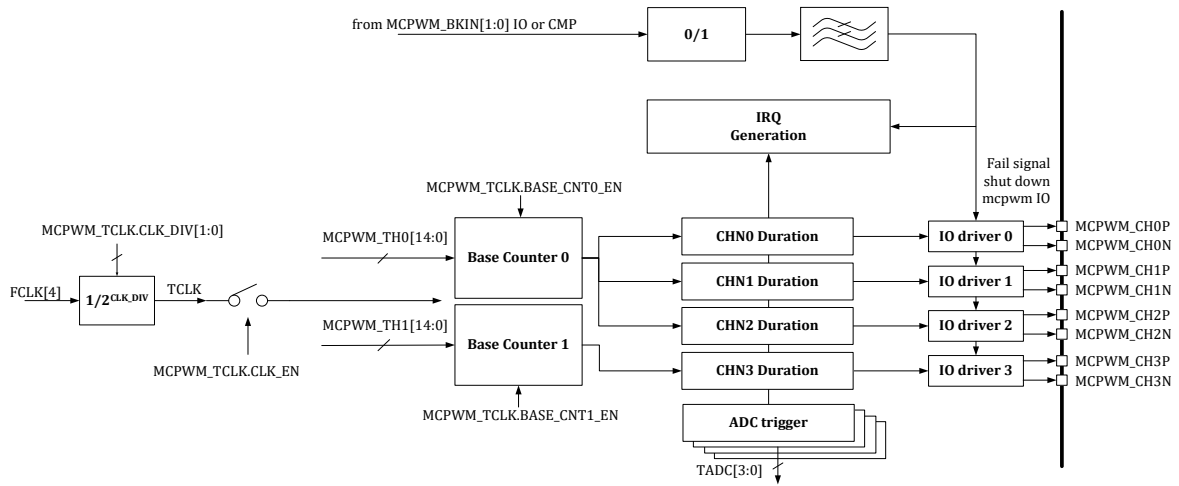 from MCPWM_BKIN[1:0] IO or CMP
0/1
IRQ
Generation
Fail signal
shut down
mcpwm IO
MCPWM_TCLK.BASE_CNT0_EN
MCPWM_TCLK.CLK_DIV[1:0]
MCPWM_TH0[14:0]
Base Counter 0
CHN0 Duration
IO driver 0
MCPWM_CH0P
MCPWM_CH0N
FCLK[4]
1/2CLK_DIV
TCLK
CHN1 Duration
IO driver 1
MCPWM_CH1P
MCPWM_CH1N
MCPWM_TH1[14:0]
Base Counter 1
CHN2 Duration
IO driver 2
MCPWM_CH2P
MCPWM_CH2N
MCPWM_TCLK.CLK_EN
CHN3 Duration
IO driver 3
MCPWM_CH3P
MCPWM_CH3N
MCPWM_TCLK.BASE_CNT1_EN
ADC trigger
TADC[3:0]